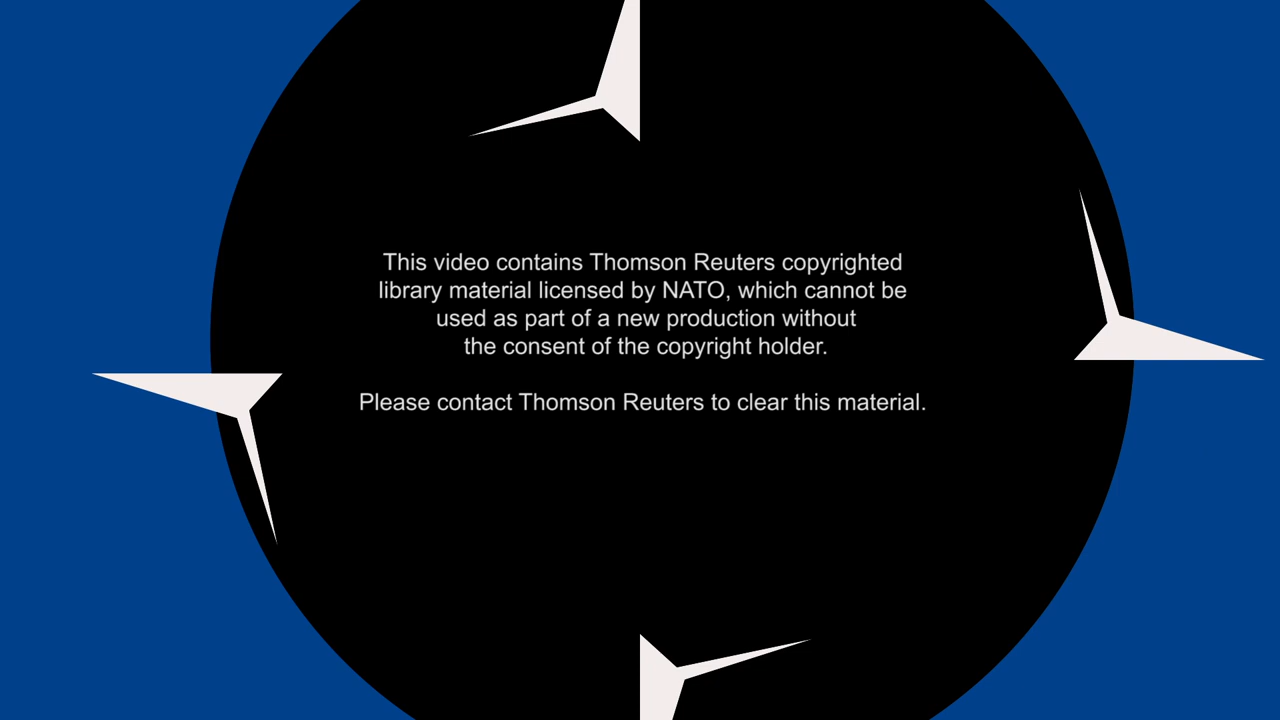 This video contains Thomson Reuters copyrighted
library material licensed by NATO, which cannot be
used as part of a new production without
the consent of the copyright holder.
Please contact Thomson Reuters to clear this material.